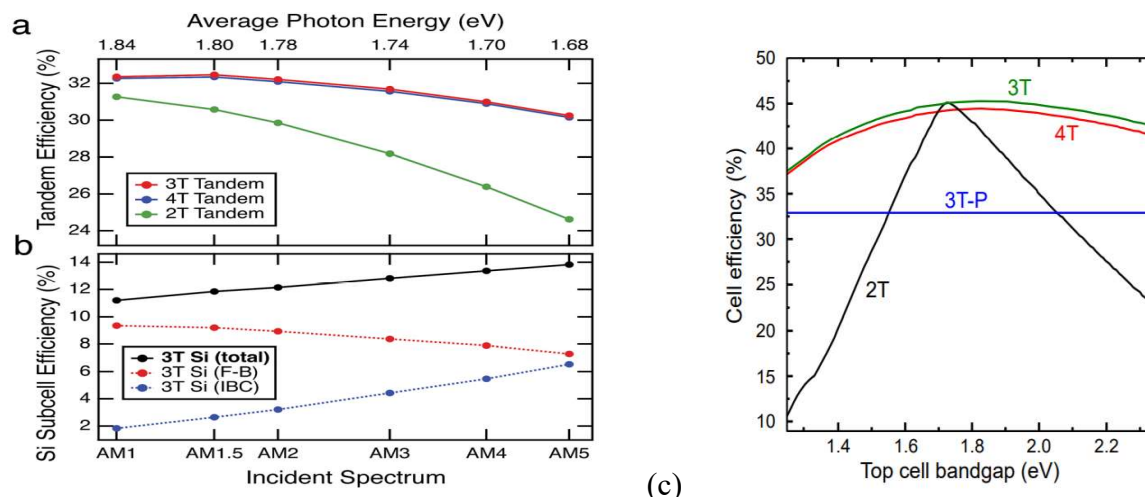 a
Average Photon Energy (eV)
1.84 1.80 1.78 1.74 1.70 1.68
Tandem Efficiency (%)
32
30
28
26
24
3T Tandem
4T Tandem
2T Tandem
b
Si Subcell Efficiency (%)
14
12
10
8
6
4
2
3T Si (total)
3T Si (F-B)
3T Si (IBC)
AM1 AM1.5 AM2 AM3 AM4 AM5
Incident Spectrum
(c)
Cell efficiency (%)
50
45
40
35
30
25
20
15
10
3T
4T
3T-P
2T
1.4 1.6 1.8 2.0 2.2
Top cell bandgap (eV)